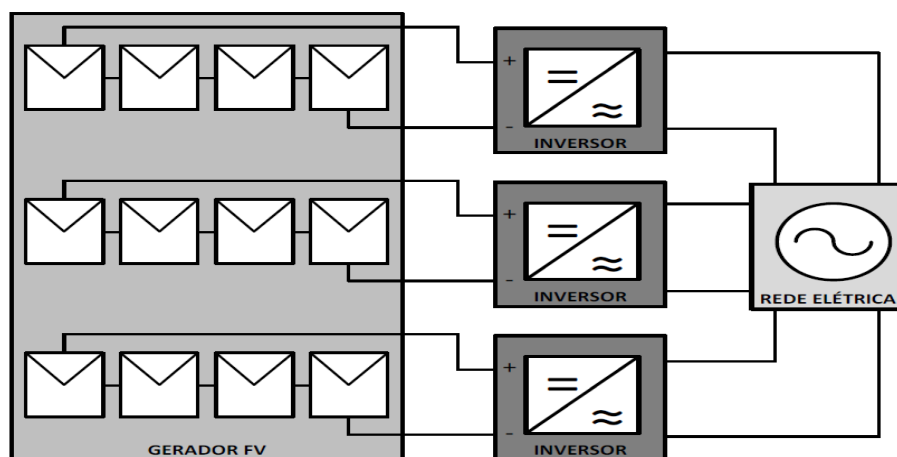 +
-
INVERSOR
+
-
INVERSOR
REDE ELÉTRICA
+
-
INVERSOR
GERADOR FV